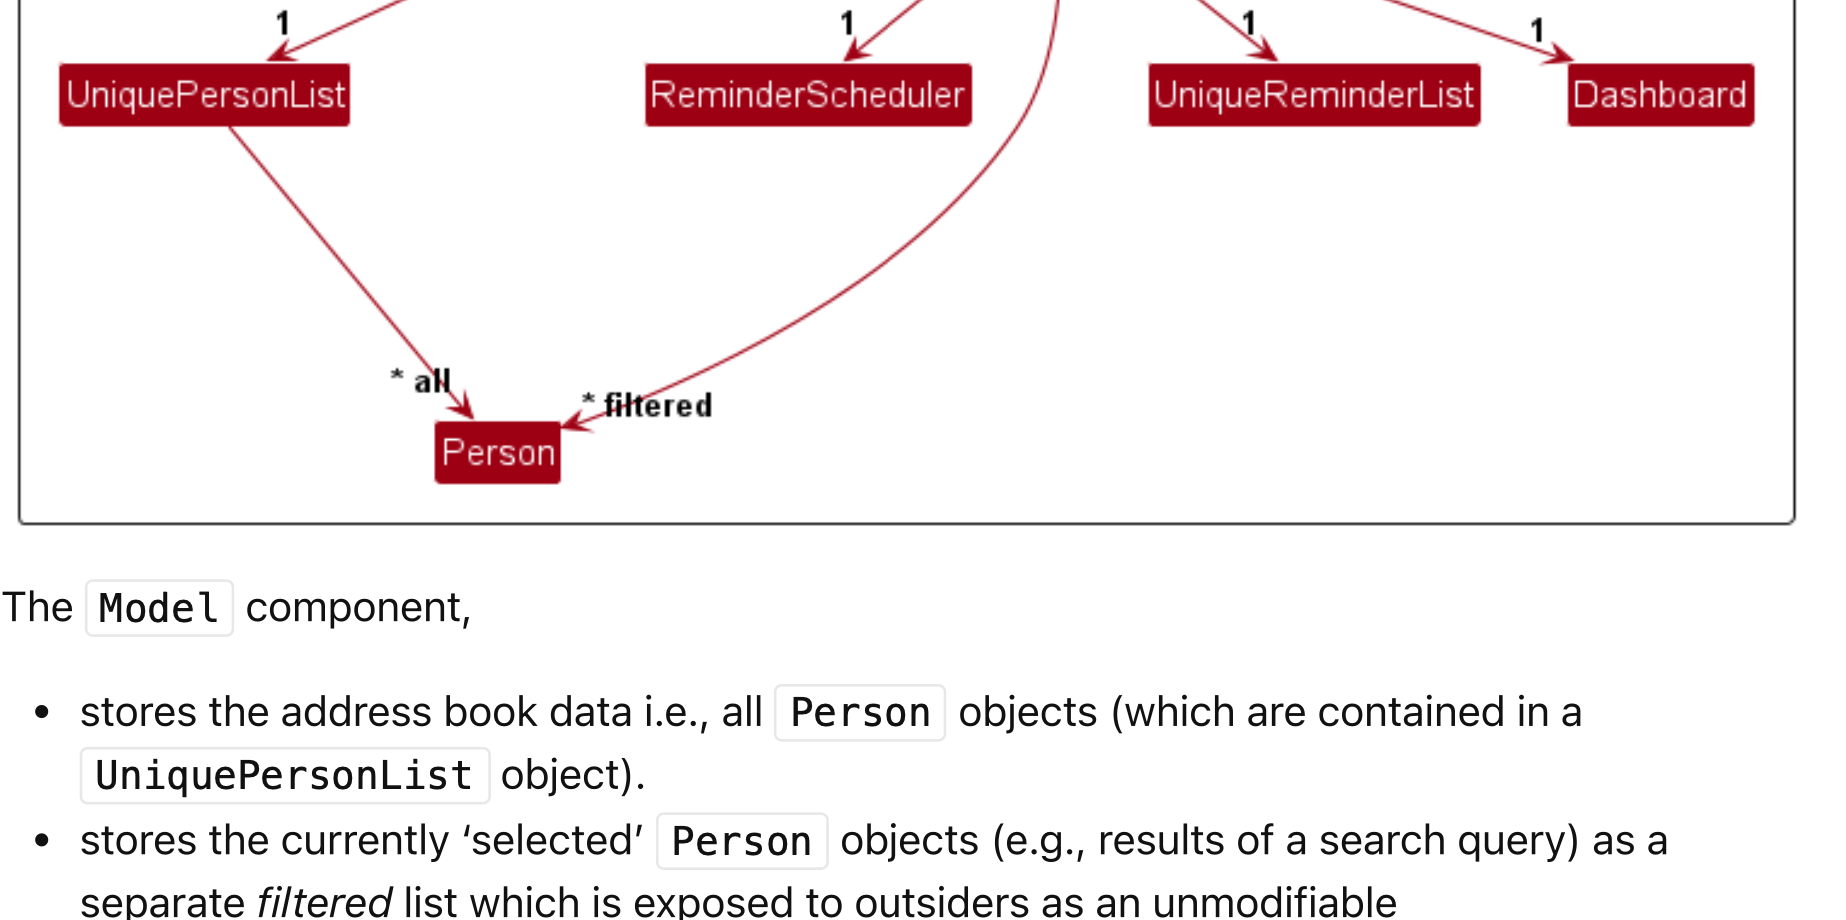 1 1 1 1
UniquePersonList ReminderScheduler UniqueReminderList Dashboard
* all
* filtered
Person
The Model component,
• stores the address book data i.e., all Person objects (which are contained in a
UniquePersonList object).
• stores the currently ‘selected’ Person objects (e.g., results of a search query) as a
separate filtered list which is exposed to outsiders as an unmodifiable